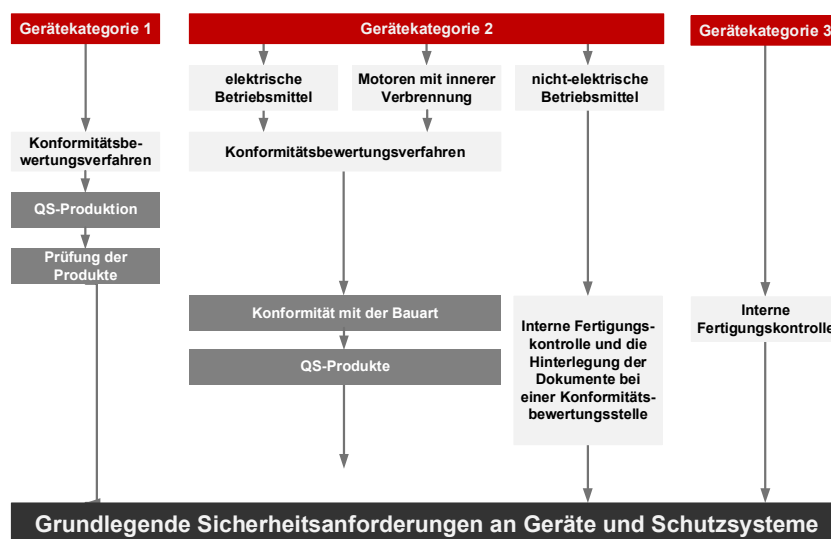 Gerätekategorie 1
Gerätekategorie 2
Gerätekategorie 3
elektrische
Betriebsmittel
Motoren mit innerer
Verbrennung
nicht-elektrische
Betriebsmittel
Konformitätsbe-
wertungsverfahren
Konformitätsbewertungsverfahren
QS-Produktion
Prüfung der
Produkte
Konformität mit der Bauart
QS-Produkte
Interne Fertigungs-
kontrolle und die
Hinterlegung der
Dokumente bei
einer Konformitäts-
bewertungsstelle
Interne
Fertigungskontrolle
Grundlegende Sicherheitsanforderungen an Geräte und Schutzsysteme